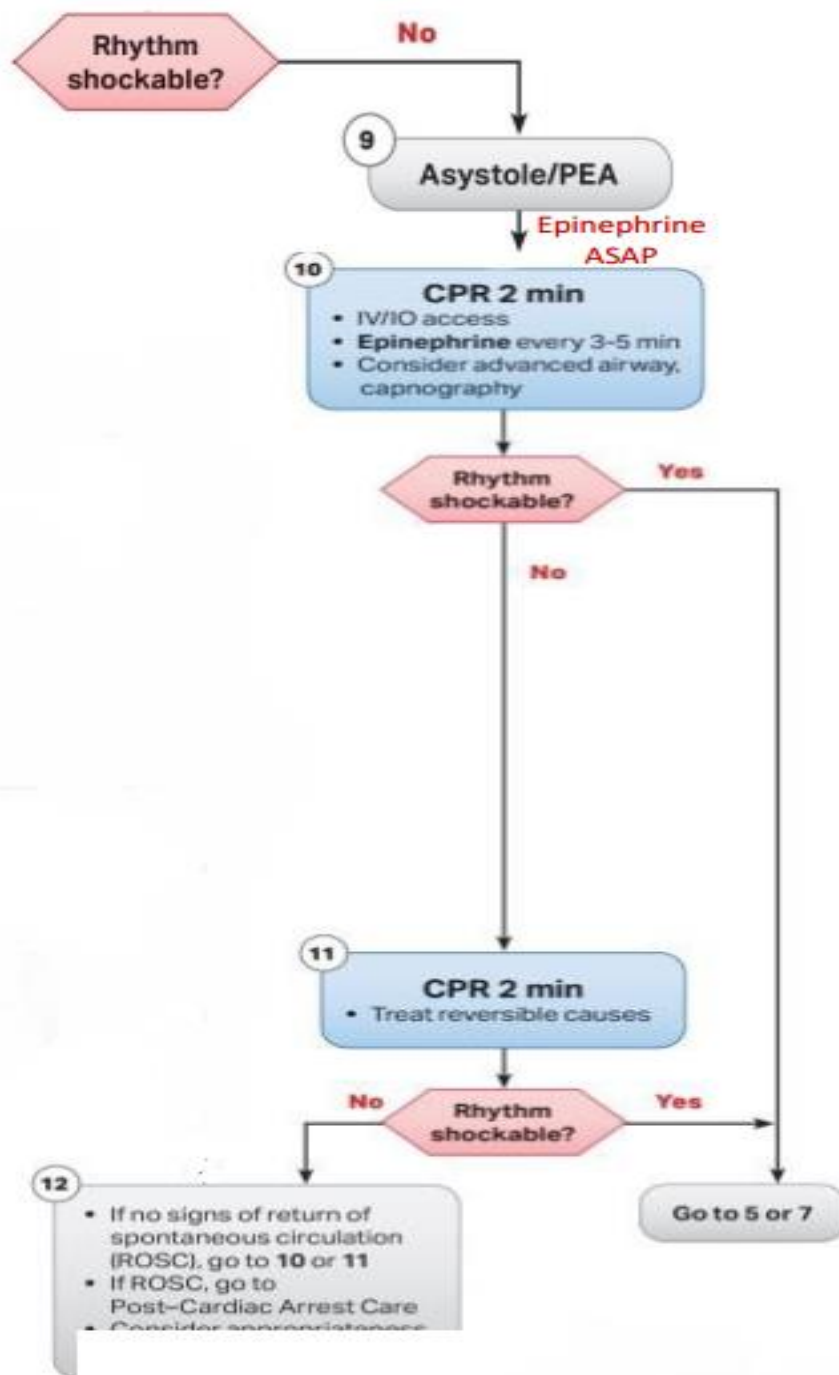 Rhythm
shockable?
No
9
Asystole/PEA
Epinephrine
ASAP
10
CPR 2 min
• IV/IO access
• Epinephrine every 3-5 min
• Consider advanced airway,
capnography
Rhythm
shockable?
Yes
No
11
CPR 2 min
• Treat reversible causes
No
Rhythm
shockable?
Yes
12
• If no signs of return of
spontaneous circulation
(ROSC), go to 10 or 11
• If ROSC, go to
Post–Cardiac Arrest Care
• Consider appropriateness
Go to 5 or 7